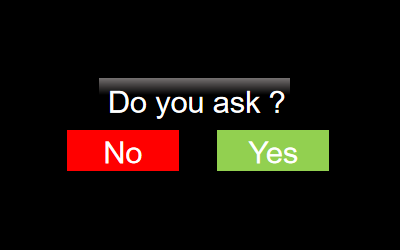 Do you ask ?
No
Yes